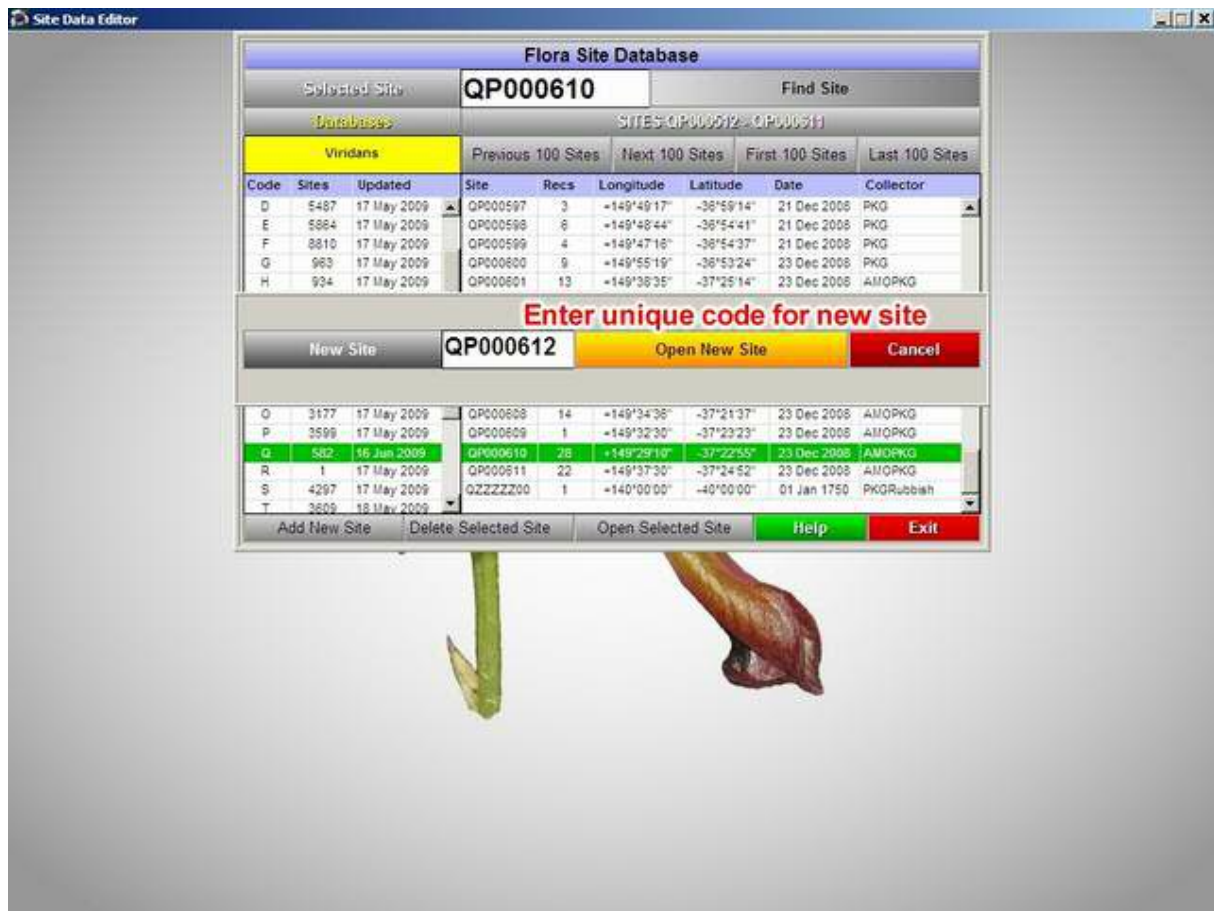 Site Data Editor
Flora Site Database
Selected Site QP000610 Find Site
Databases SITES QP000512 - QP000611
Viridans Previous 100 Sites Next 100 Sites First 100 Sites Last 100 Sites
Code Sites Updated Site Recs Longitude Latitude Date Collector
D 5487 17 May 2009 QP000597 3 +149°49'17" -36°59'14" 21 Dec 2008 PKG
E 5864 17 May 2009 QP000598 6 +149°48'44" -36°54'41" 21 Dec 2008 PKG
F 8810 17 May 2009 QP000599 4 +149°47'16" -36°54'37" 21 Dec 2008 PKG
G 963 17 May 2009 QP000600 9 +149°55'19" -36°53'24" 23 Dec 2008 PKG
H 934 17 May 2009 QP000601 13 +149°38'35" -37°25'14" 23 Dec 2008 AMOPKG
Enter unique code for new site
New Site QP000612 Open New Site Cancel
O 3177 17 May 2009 QP000608 14 +149°34'36" -37°21'37" 23 Dec 2008 AMOPKG
P 3599 17 May 2009 QP000609 1 +149°32'30" -37°23'23" 23 Dec 2008 AMOPKG
Q 582 16 Jun 2009 QP000610 28 +149°29'10" -37°22'55" 23 Dec 2008 AMOPKG
R 1 17 May 2009 QP000611 22 +149°37'30" -37°24'52" 23 Dec 2008 AMOPKG
S 4297 17 May 2009 QZZZZZ00 1 +140°00'00" -40°00'00" 01 Jan 1750 PKGRubbish
T 3609 18 May 2009
Add New Site Delete Selected Site Open Selected Site Help Exit